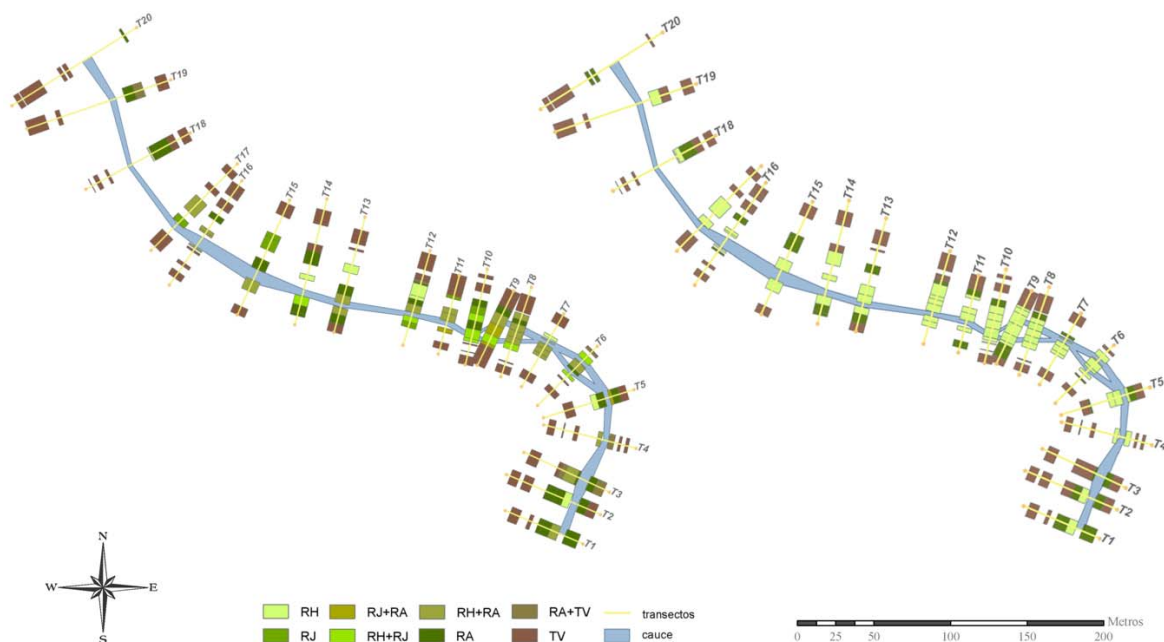 T20
T19
T18
T17
T16
T15
T14
T13
T12
T11
T10
T9
T8
T7
T6
T5
T4
T3
T2
T1
T20
T19
T18
T16
T15
T14
T13
T12
T11
T10
T9
T8
T7
T6
T5
T4
T3
T2
T1
N
W E
S
RH RJ+RA RH+RA RA+TV transectos
RJ RH+RJ RA TV cauce
Metros
0 50 100 150 200